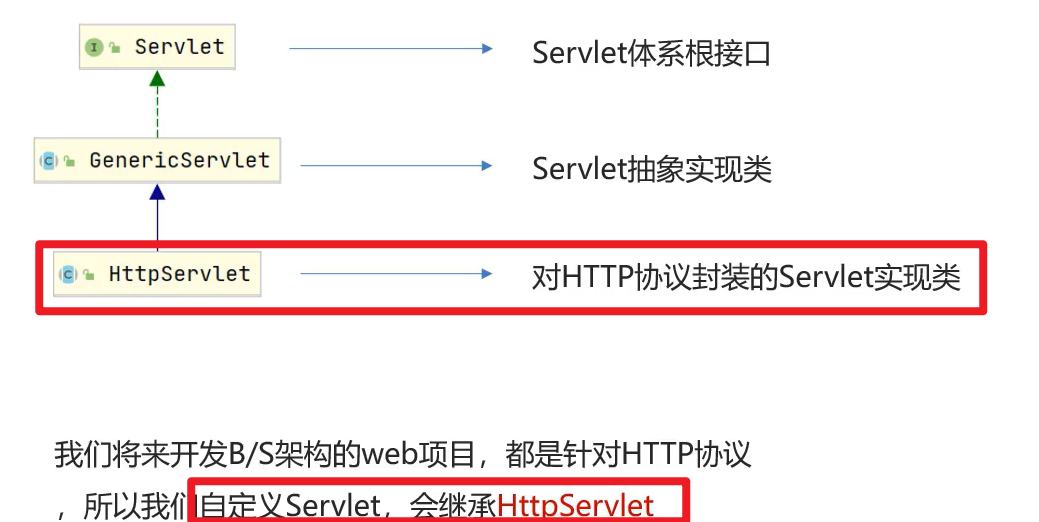 Servlet
Servlet体系根接口
GenericServlet
Servlet抽象实现类
HttpServlet
对HTTP协议封装的Servlet实现类
我们将来开发B/S架构的web项目，都是针对HTTP协议
，所以我们自定义Servlet，会继承HttpServlet